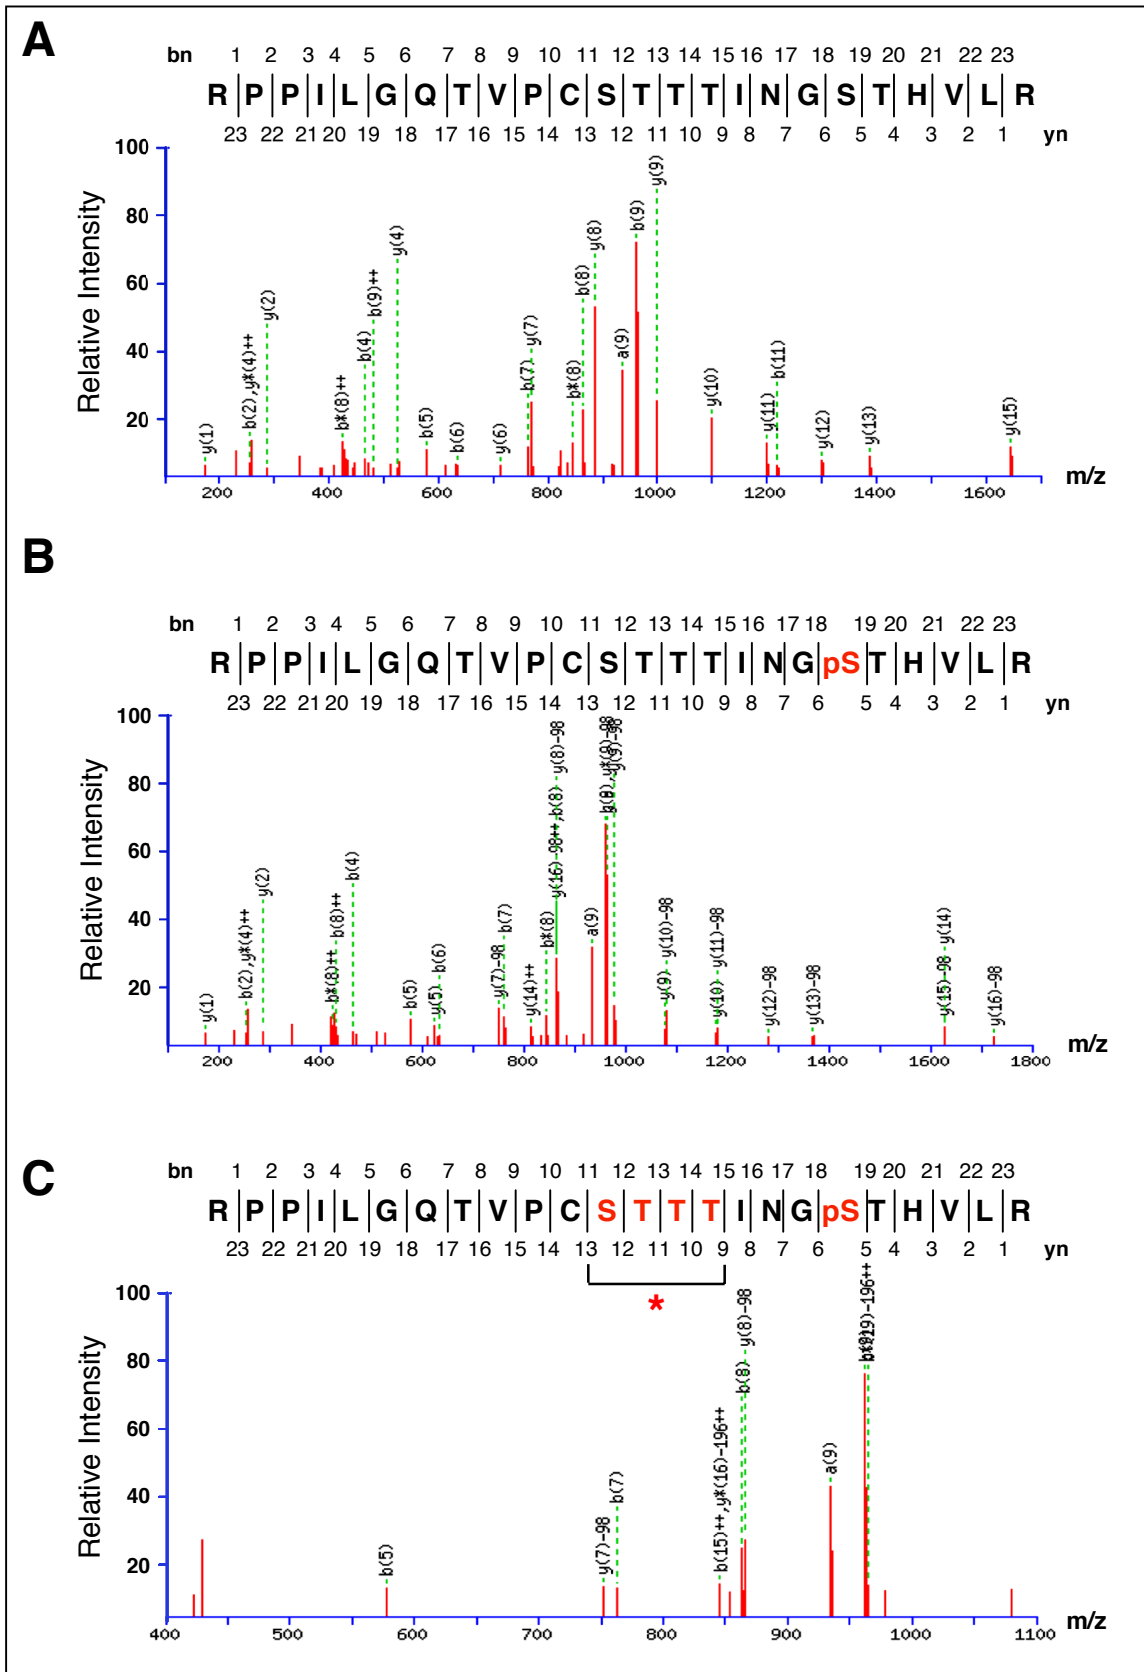 A
bn 1 2 3 4 5 6 7 8 9 10 11 12 13 14 15 16 17 18 19 20 21 22 23
R P P I L G Q T V P C S T T T I N G S T H V L R
23 22 21 20 19 18 17 16 15 14 13 12 11 10 9 8 7 6 5 4 3 2 1 yn
Relative Intensity
100
80
60
40
20
y(1)
b(2),y*(4)++
y(2)
b*(8)++
b(4)
b(9)++
y(4)
b(5)
b(6)
y(6)
b(7)
y(7)
b*(8)
b(8)
y(8)
a(9)
b(9)
y(9)
y(10)
y(11)
b(11)
y(12)
y(13)
y(15)
200 400 600 800 1000 1200 1400 1600 m/z
B
bn 1 2 3 4 5 6 7 8 9 10 11 12 13 14 15 16 17 18 19 20 21 22 23
R P P I L G Q T V P C S T T T I N G pS T H V L R
23 22 21 20 19 18 17 16 15 14 13 12 11 10 9 8 7 6 5 4 3 2 1 yn
Relative Intensity
100
80
60
40
20
y(1)
b(2),y*(4)++
y(2)
b*(8)++
b(8)++
b(4)
b(5)
y(5)
b(6)
y(7)-98
b(7)
y(14)++
b*(8)
y(16)-98++,b(8)
y(8)-98
a(9)
b(9),y*(9)-98
y(9)-98
y(9)
y(10)-98
y(10)
y(11)-98
y(12)-98
y(13)-98
y(15)-98
y(14)
y(16)-98
200 400 600 800 1000 1200 1400 1600 1800 m/z
C
bn 1 2 3 4 5 6 7 8 9 10 11 12 13 14 15 16 17 18 19 20 21 22 23
R P P I L G Q T V P C S T T T I N G pS T H V L R
23 22 21 20 19 18 17 16 15 14 13 12 11 10 9 8 7 6 5 4 3 2 1 yn
*
Relative Intensity
100
80
60
40
20
b(5)
y(7)-98
b(7)
b(15)++,y*(16)-196++
b(8)
y(8)-98
a(9)
b(9)
400 500 600 700 800 900 1000 1100 m/z